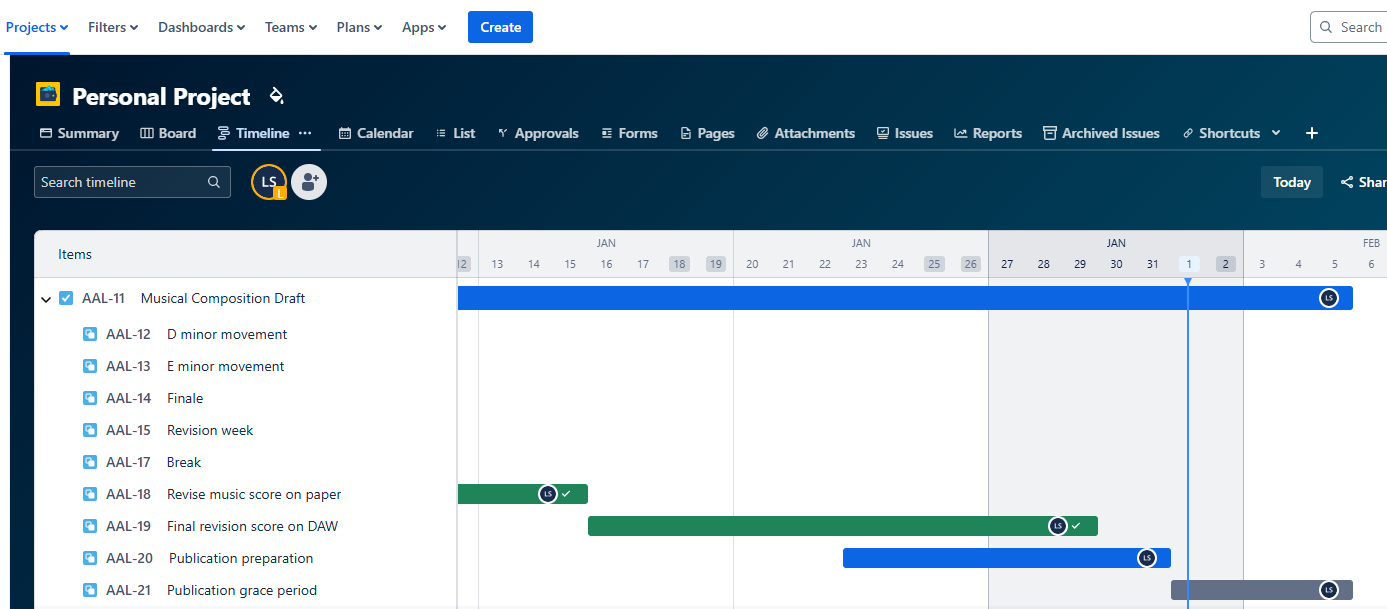 Projects Filters Dashboards Teams Plans Apps Create Search
Personal Project
Summary Board Timeline ... Calendar List Approvals Forms Pages Attachments Issues Reports Archived Issues Shortcuts +
Search timeline LS L Today
Items JAN JAN JAN FEB
12 13 14 15 16 17 18 19 20 21 22 23 24 25 26 27 28 29 30 31 1 2 3 4 5 6
AAL-11 Musical Composition Draft LS
AAL-12 D minor movement
AAL-13 E minor movement
AAL-14 Finale
AAL-15 Revision week
AAL-17 Break
AAL-18 Revise music score on paper LS
AAL-19 Final revision score on DAW LS
AAL-20 Publication preparation LS
AAL-21 Publication grace period LS